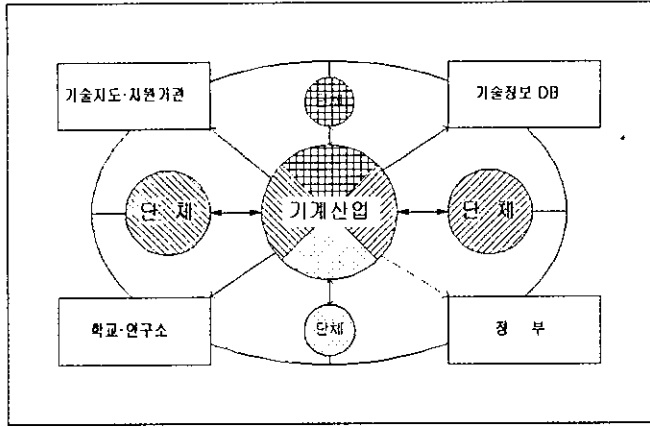 기술지도·지원기관
단체
기술정보 DB
단 체
기계산업
단 체
학교·연구소
단체
정 부